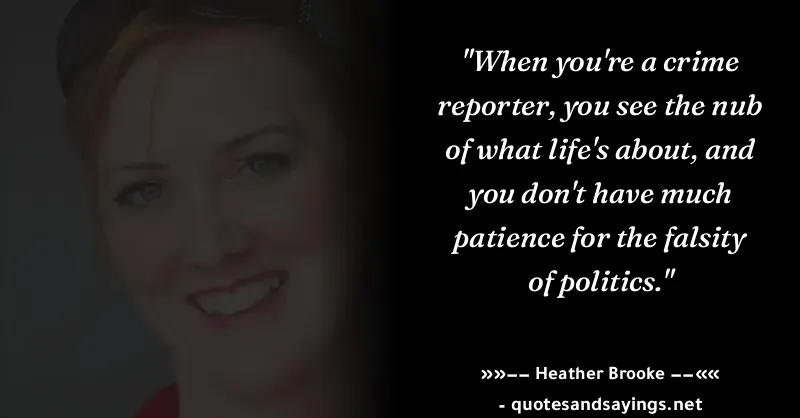 "When you're a crime
reporter, you see the nub
of what life's about, and
you don't have much
patience for the falsity
of politics."
»»–– Heather Brooke ––««
- quotesandsayings.net